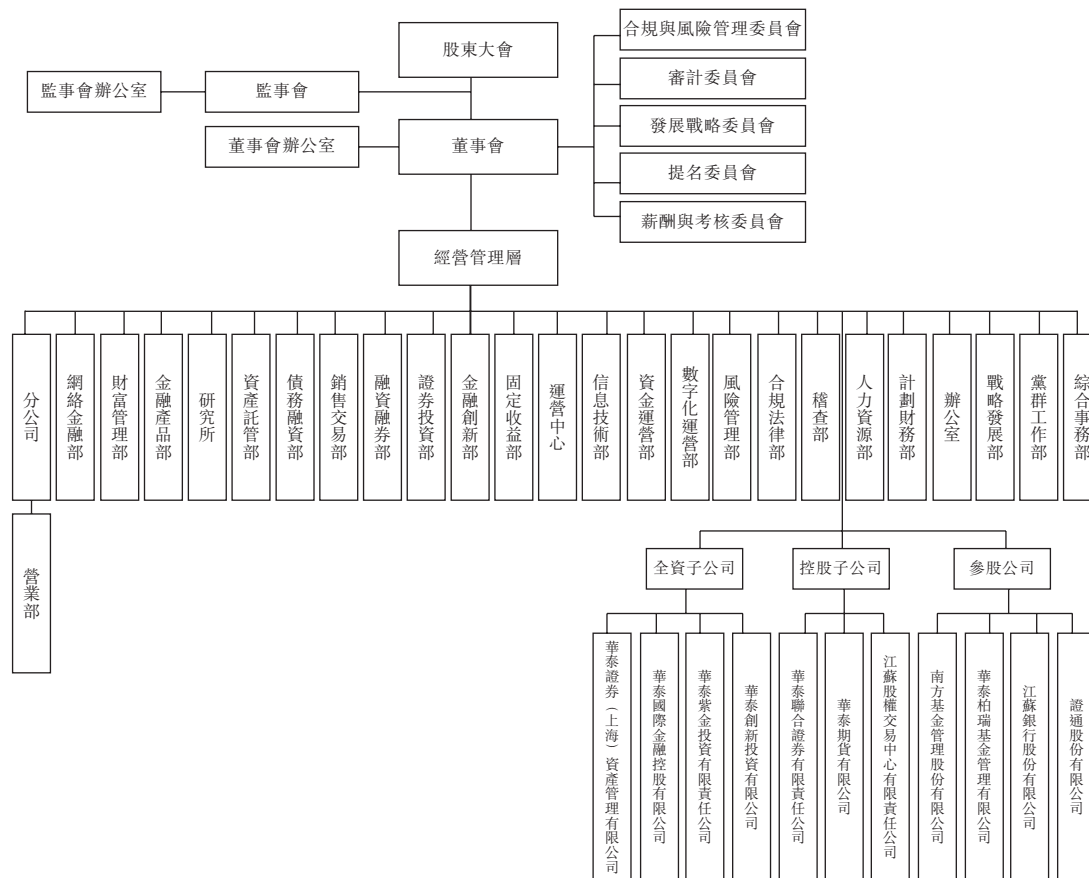 股東大會
合規與風險管理委員會
審計委員會
發展戰略委員會
提名委員會
薪酬與考核委員會
監事會辦公室
監事會
董事會辦公室
董事會
經營管理層
分公司
網絡金融部
財富管理部
金融產品部
研究所
資產託管部
債務融資部
銷售交易部
融資融券部
證券投資部
金融創新部
固定收益部
運營中心
信息技術部
資金運營部
數字化運營部
風險管理部
合規法律部
稽查部
人力資源部
計劃財務部
辦公室
戰略發展部
黨群工作部
綜合事務部
營業部
全資子公司
控股子公司
參股公司
華泰證券（上海）資產管理有限公司
華泰國際金融控股有限公司
華泰紫金投資有限責任公司
華泰創新投資有限公司
華泰聯合證券有限責任公司
華泰期貨有限公司
江蘇股權交易中心有限責任公司
南方基金管理股份有限公司
華泰柏瑞基金管理有限公司
江蘇銀行股份有限公司
證通股份有限公司